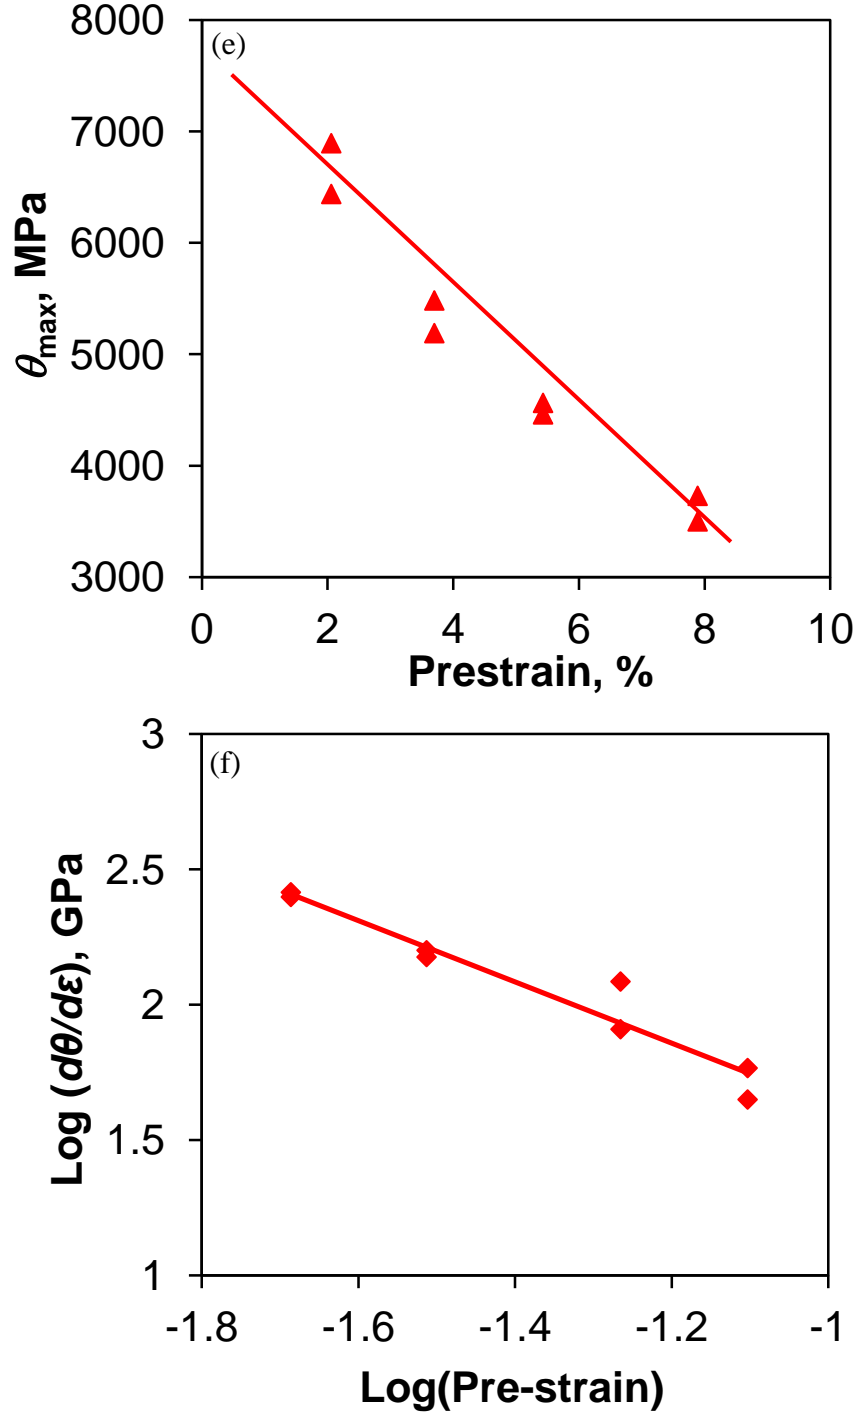 (e)
8000
7000
6000
5000
4000
3000
θmax, MPa
0 2 4 6 8 10
Prestrain, %
(f)
3
2.5
2
1.5
1
Log (dθ/dε), GPa
-1.8 -1.6 -1.4 -1.2 -1
Log(Pre-strain)